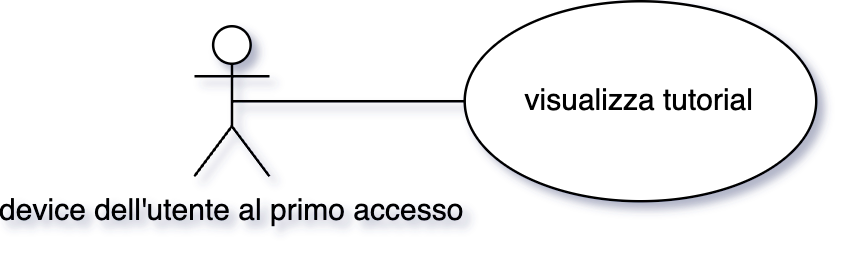 visualizza tutorial
device dell'utente al primo accesso